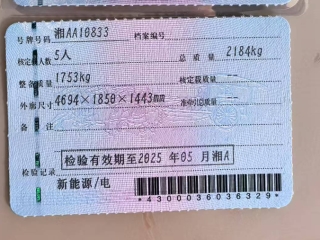 号牌号码 湘AA10833 档案编号
核定载人数 5人 总质量 2184kg
整备质量 1753kg 核定载质量 --
外廓尺寸 4694×1850×1443mm 准牵引总质量 --
备注
检验记录 检验有效期至2025年05月湘A
新能源/电
*4300036036329*